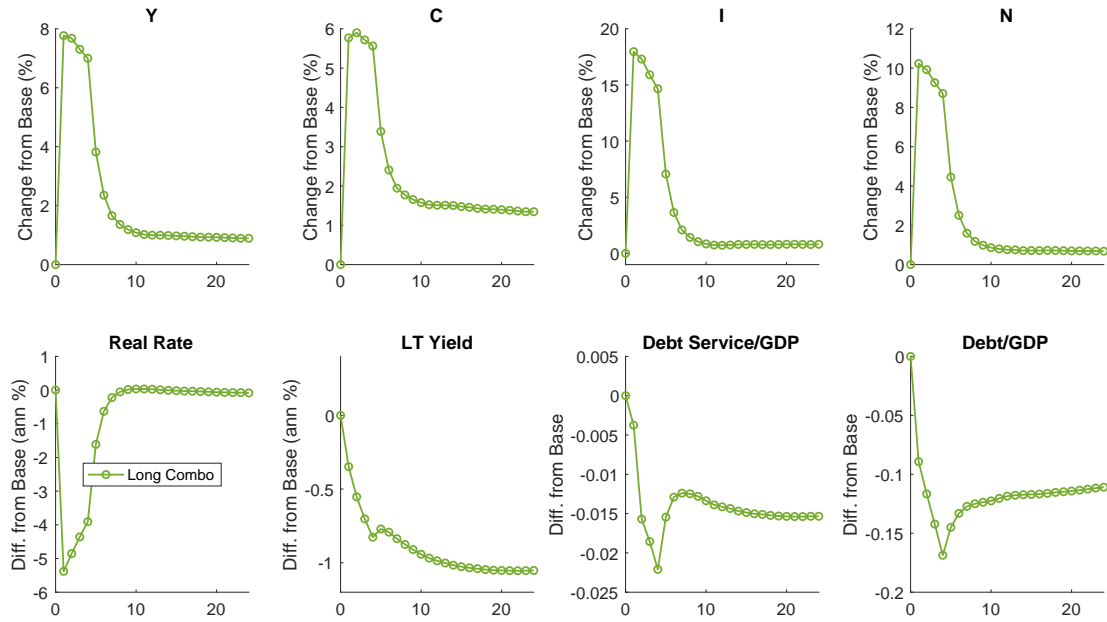 Y
Change from Base (%)
8
6
4
2
0
0 10 20
C
Change from Base (%)
6
5
4
3
2
1
0
0 10 20
I
Change from Base (%)
20
15
10
5
0
0 10 20
N
Change from Base (%)
12
10
8
6
4
2
0
0 10 20
Real Rate
Diff. from Base (ann %)
1
0
-1
-2
-3
-4
-5
-6
Long Combo
0 10 20
LT Yield
Diff. from Base (ann %)
0
-0.5
-1
0 10 20
Debt Service/GDP
Diff. from Base
0.005
0
-0.005
-0.01
-0.015
-0.02
-0.025
0 10 20
Debt/GDP
Diff. from Base
0
-0.05
-0.1
-0.15
-0.2
0 10 20